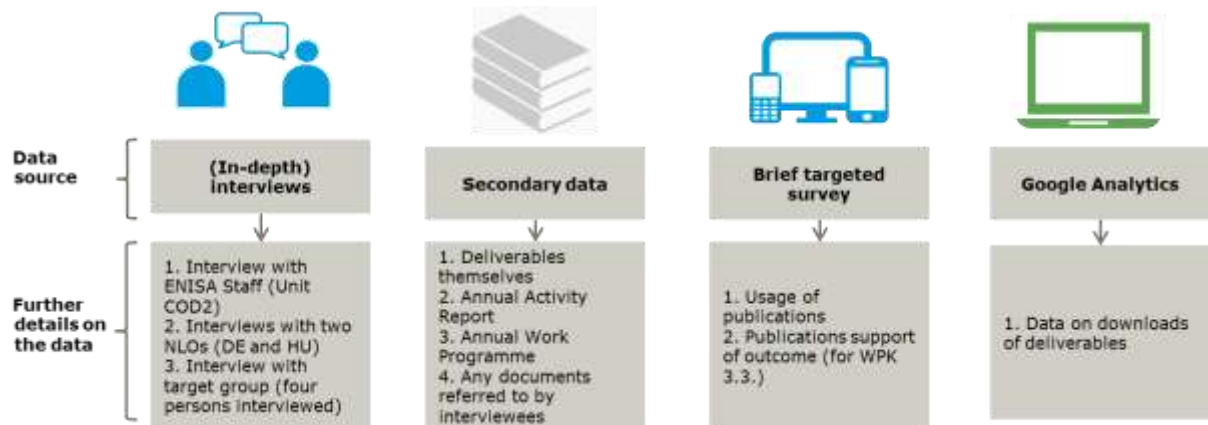 Data
source
(In-depth)
interviews
Secondary data
Brief targeted
survey
Google Analytics
Further
details on
the data
1. Interview with
ENISA Staff (Unit
COD2)
2. Interviews with two
NLOs (DE and HU)
3. Interview with
target group (four
persons interviewed)
1. Deliverables
themselves
2. Annual Activity
Report
3. Annual Work
Programme
4. Any documents
referred to by
interviewees
1. Usage of
publications
2. Publications support
of outcome (for WPK
3.3.)
1. Data on downloads
of deliverables